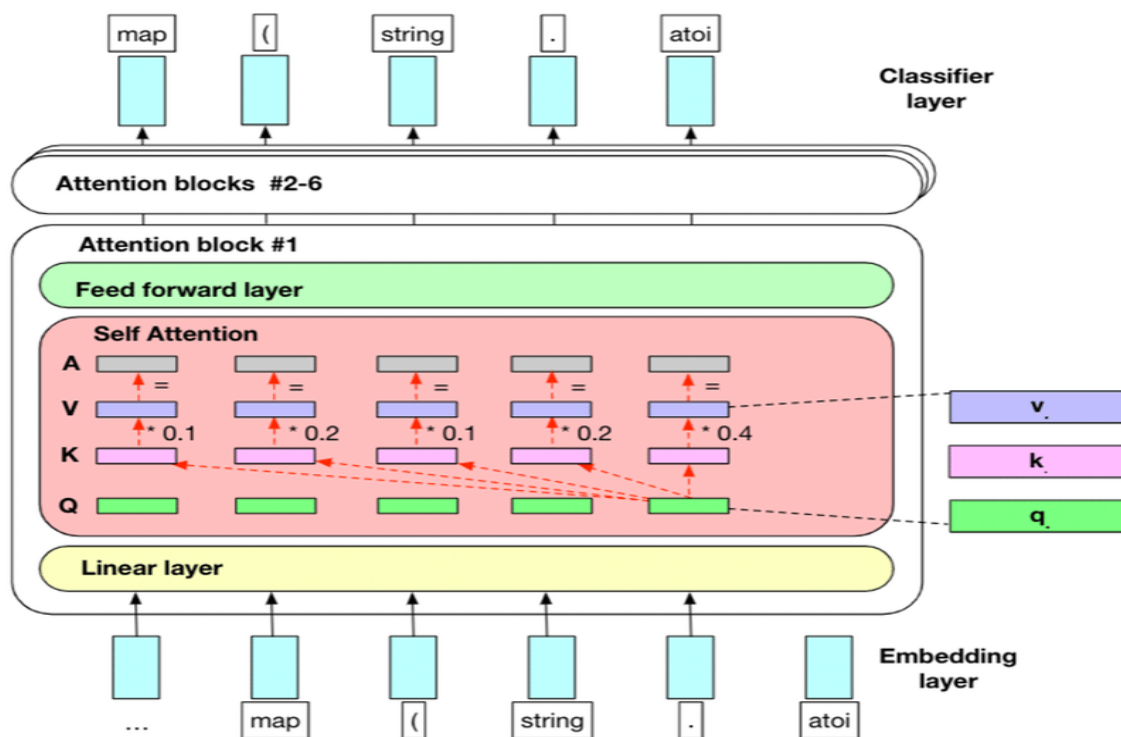 map ( string . atoi
Classifier
layer
Attention blocks #2-6
Attention block #1
Feed forward layer
Self Attention
A
= = = = =
V
* 0.1 * 0.2 * 0.1 * 0.2 * 0.4
K
Q
v.
k.
q.
Linear layer
Embedding
layer
... map ( string . atoi